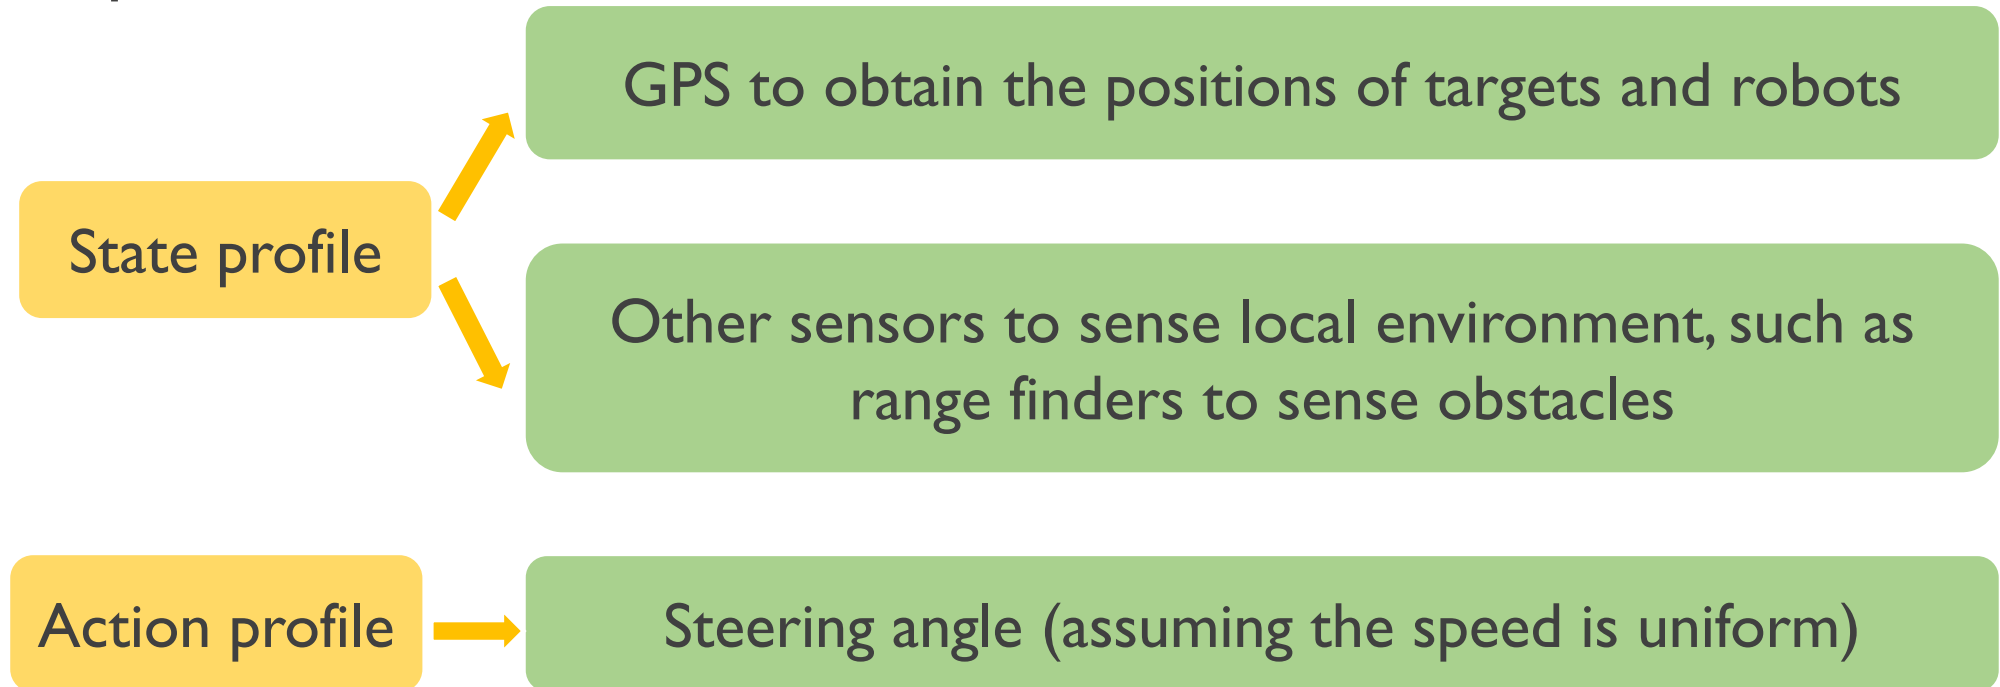 GPS to obtain the positions of targets and robots
State profile
Other sensors to sense local environment, such as
range finders to sense obstacles
Action profile
Steering angle (assuming the speed is uniform)